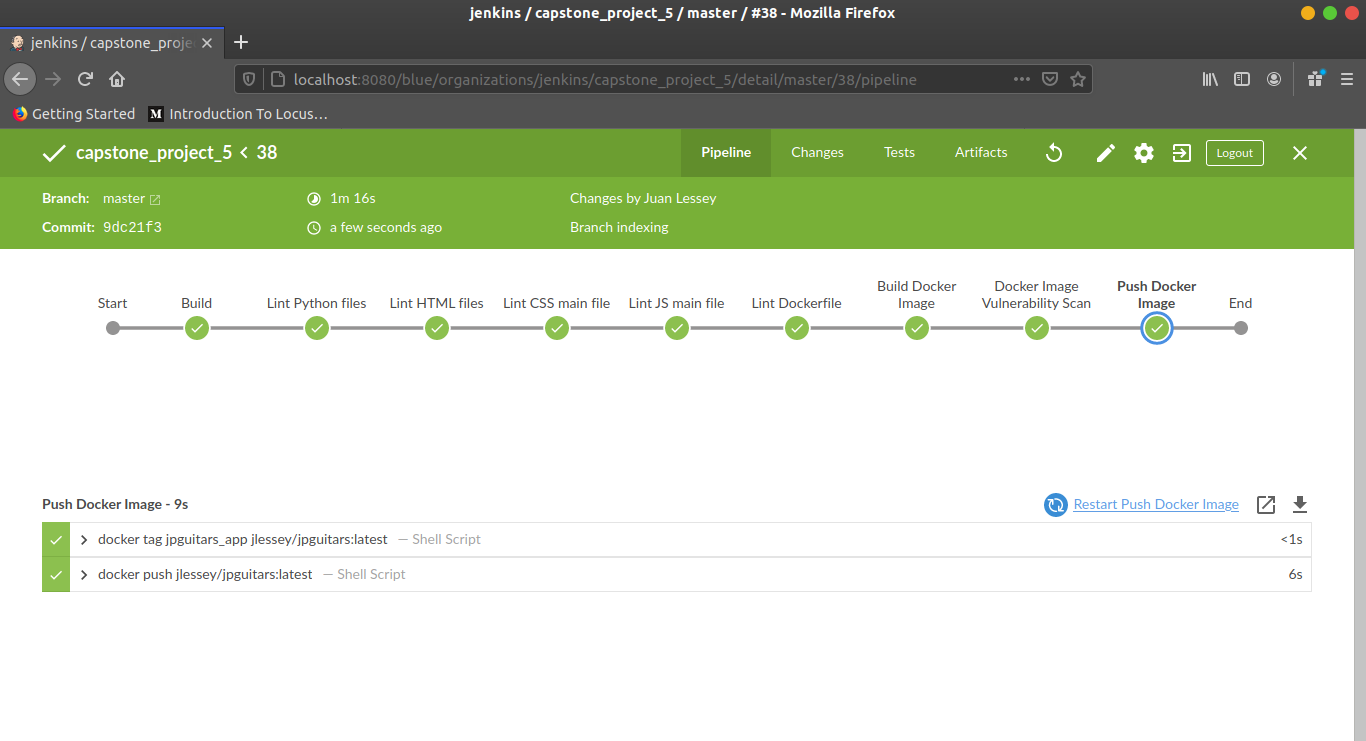 jenkins / capstone_project_5 / master / #38 - Mozilla Firefox
jenkins / capstone_proje
localhost:8080/blue/organizations/jenkins/capstone_project_5/detail/master/38/pipeline
Getting Started M Introduction To Locus...
capstone_project_5 < 38 Pipeline Changes Tests Artifacts Logout
Branch: master 1m 16s Changes by Juan Lessey
Commit: 9dc21f3 a few seconds ago Branch indexing
Start Build Lint Python files Lint HTML files Lint CSS main file Lint JS main file Lint Dockerfile Build Docker Image Docker Image Vulnerability Scan Push Docker Image End
Push Docker Image - 9s Restart Push Docker Image
docker tag jpguitars_app jlessey/jpguitars:latest — Shell Script <1s
docker push jlessey/jpguitars:latest — Shell Script 6s